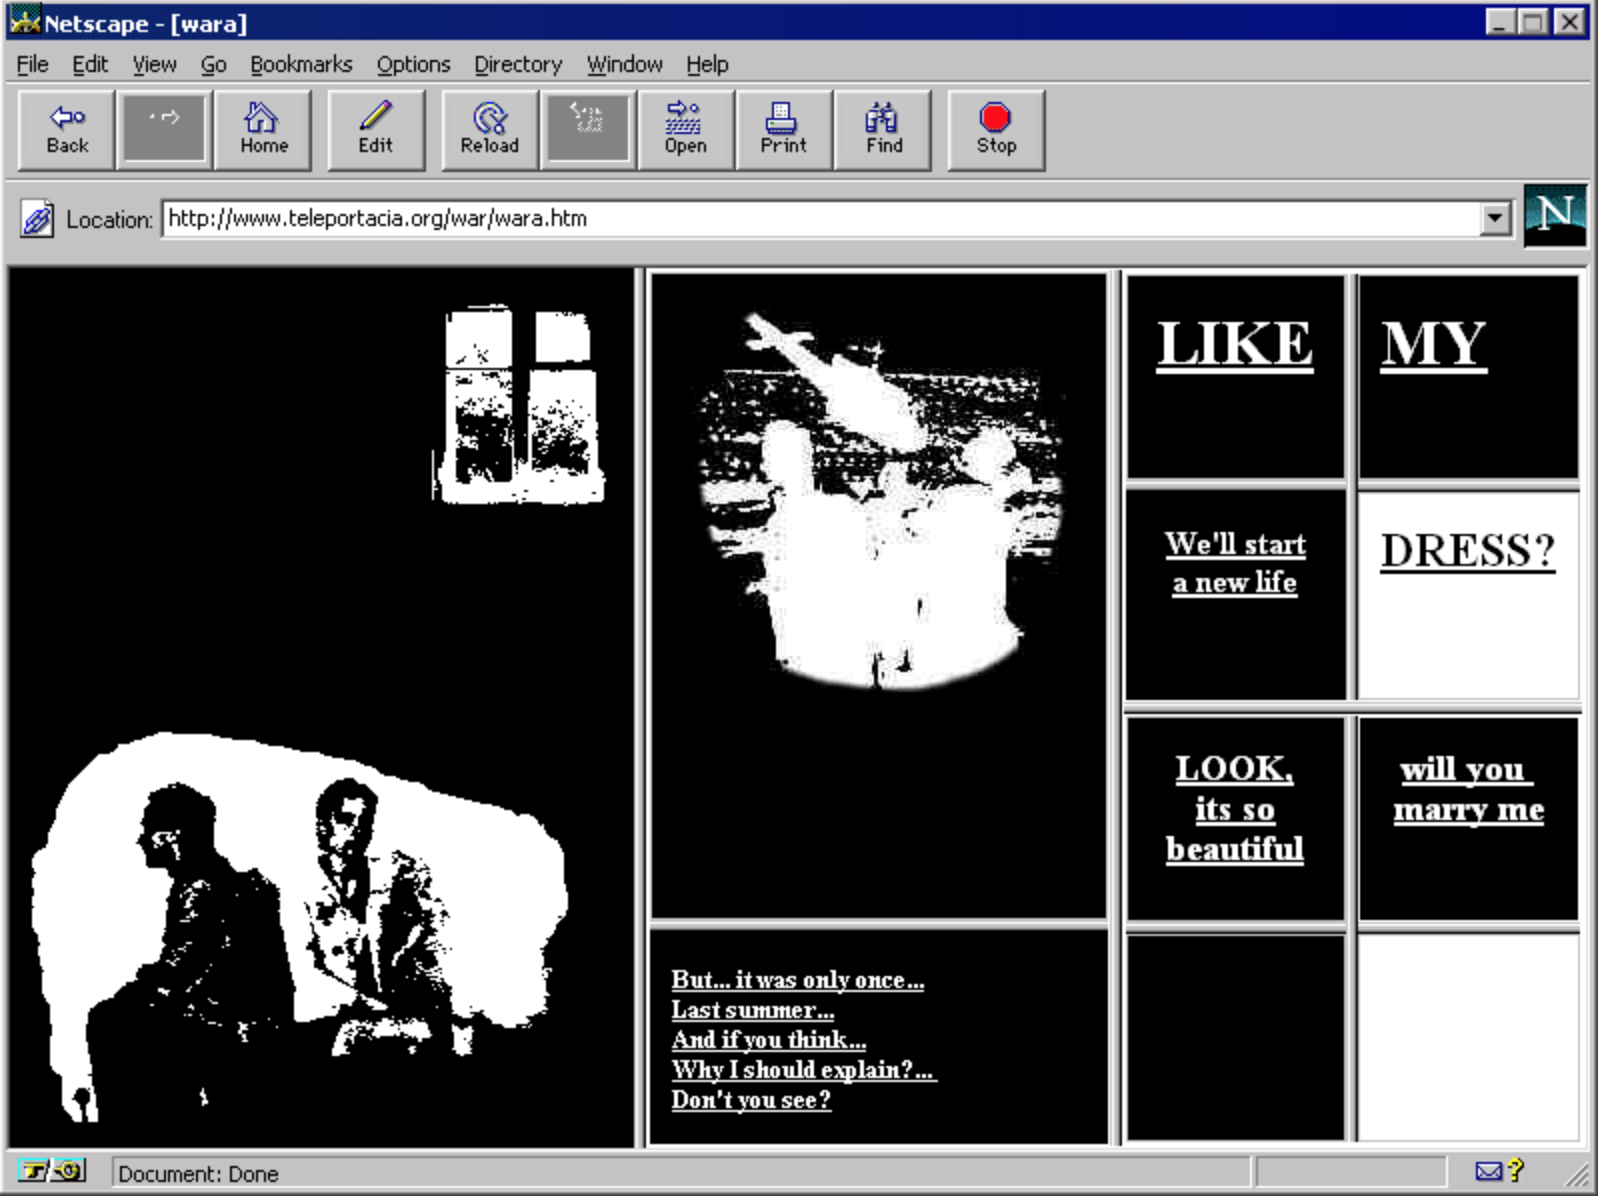 Netscape - [wara]
File Edit View Go Bookmarks Options Directory Window Help
Back Home Edit Reload Open Print Find Stop
Location: http://www.teleportacia.org/war/wara.htm
N
LIKE
MY
We'll start
a new life
DRESS?
LOOK,
its so
beautiful
will you
marry me
But... it was only once...
Last summer...
And if you think...
Why I should explain?...
Don't you see?
Document: Done